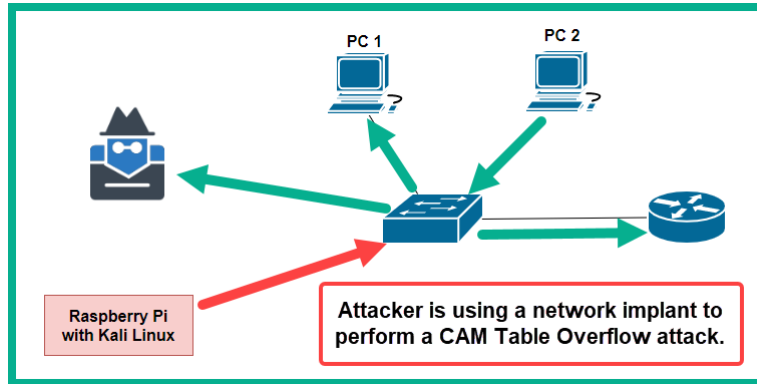 PC 1
PC 2
Raspberry Pi
with Kali Linux
Attacker is using a network implant to
perform a CAM Table Overflow attack.